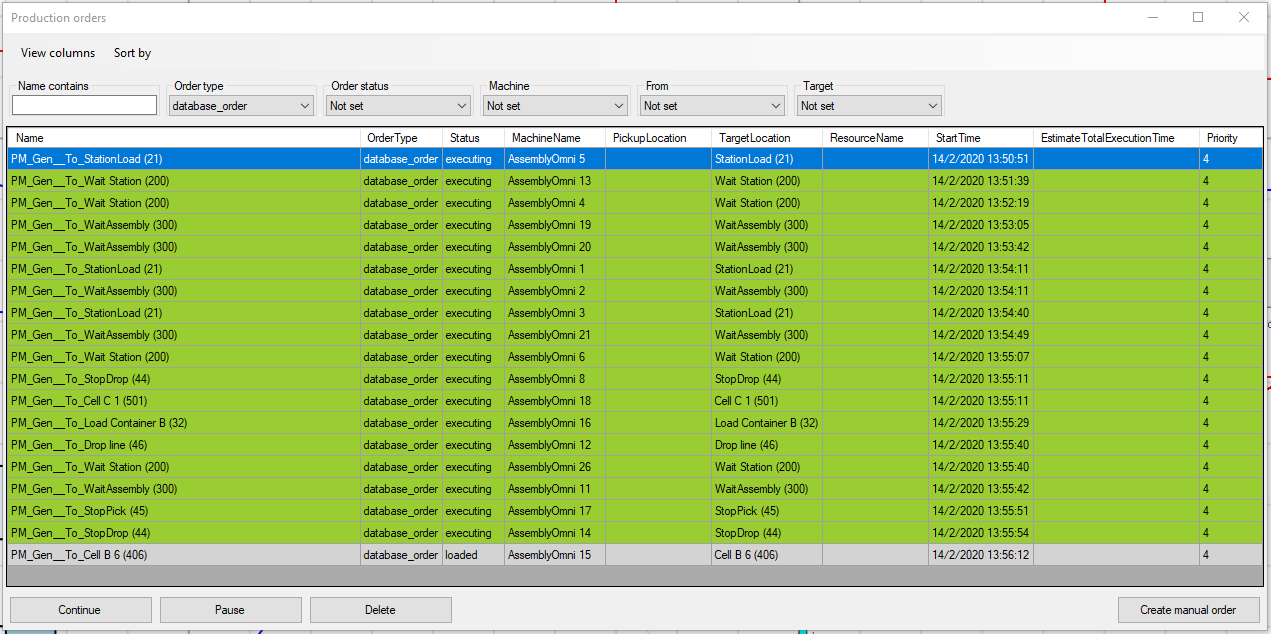 Production orders
View columns Sort by
Name contains Order type Order status Machine From Target
database_order Not set Not set Not set Not set
Name OrderType Status MachineName PickupLocation TargetLocation ResourceName StartTime EstimateTotalExecutionTime Priority
PM_Gen__To_StationLoad (21) database_order executing AssemblyOmni 5 StationLoad (21) 14/2/2020 13:50:51 4
PM_Gen__To_Wait Station (200) database_order executing AssemblyOmni 13 Wait Station (200) 14/2/2020 13:51:39 4
PM_Gen__To_Wait Station (200) database_order executing AssemblyOmni 4 Wait Station (200) 14/2/2020 13:52:19 4
PM_Gen__To_WaitAssembly (300) database_order executing AssemblyOmni 19 WaitAssembly (300) 14/2/2020 13:53:05 4
PM_Gen__To_WaitAssembly (300) database_order executing AssemblyOmni 20 WaitAssembly (300) 14/2/2020 13:53:42 4
PM_Gen__To_StationLoad (21) database_order executing AssemblyOmni 1 StationLoad (21) 14/2/2020 13:54:11 4
PM_Gen__To_WaitAssembly (300) database_order executing AssemblyOmni 2 WaitAssembly (300) 14/2/2020 13:54:11 4
PM_Gen__To_StationLoad (21) database_order executing AssemblyOmni 3 StationLoad (21) 14/2/2020 13:54:40 4
PM_Gen__To_WaitAssembly (300) database_order executing AssemblyOmni 21 WaitAssembly (300) 14/2/2020 13:54:49 4
PM_Gen__To_Wait Station (200) database_order executing AssemblyOmni 6 Wait Station (200) 14/2/2020 13:55:07 4
PM_Gen__To_StopDrop (44) database_order executing AssemblyOmni 8 StopDrop (44) 14/2/2020 13:55:11 4
PM_Gen__To_Cell C 1 (501) database_order executing AssemblyOmni 18 Cell C 1 (501) 14/2/2020 13:55:11 4
PM_Gen__To_Load Container B (32) database_order executing AssemblyOmni 16 Load Container B (32) 14/2/2020 13:55:29 4
PM_Gen__To_Drop line (46) database_order executing AssemblyOmni 12 Drop line (46) 14/2/2020 13:55:40 4
PM_Gen__To_Wait Station (200) database_order executing AssemblyOmni 26 Wait Station (200) 14/2/2020 13:55:40 4
PM_Gen__To_WaitAssembly (300) database_order executing AssemblyOmni 11 WaitAssembly (300) 14/2/2020 13:55:42 4
PM_Gen__To_StopPick (45) database_order executing AssemblyOmni 17 StopPick (45) 14/2/2020 13:55:51 4
PM_Gen__To_StopDrop (44) database_order executing AssemblyOmni 14 StopDrop (44) 14/2/2020 13:55:54 4
PM_Gen__To_Cell B 6 (406) database_order loaded AssemblyOmni 15 Cell B 6 (406) 14/2/2020 13:56:12 4
Continue Pause Delete Create manual order